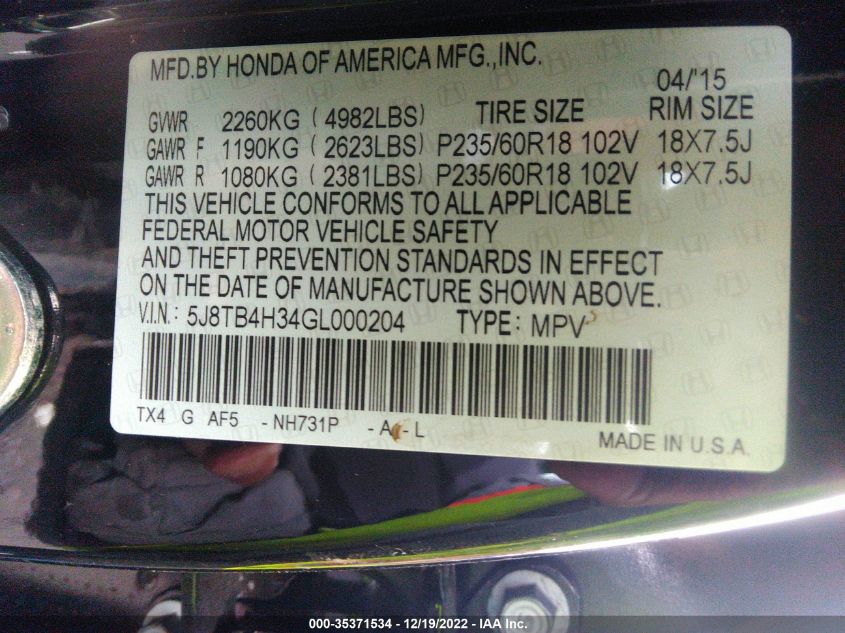 MFD.BY HONDA OF AMERICA MFG.,INC.
04/'15
GVWR 2260KG (4982LBS) TIRE SIZE RIM SIZE
GAWR F 1190KG (2623LBS) P235/60R18 102V 18X7.5J
GAWR R 1080KG (2381LBS) P235/60R18 102V 18X7.5J
THIS VEHICLE CONFORMS TO ALL APPLICABLE
FEDERAL MOTOR VEHICLE SAFETY
AND THEFT PREVENTION STANDARDS IN EFFECT
ON THE DATE OF MANUFACTURE SHOWN ABOVE.
V.I.N.: 5J8TB4H34GL000204 TYPE: MPV
TX4 G AF5 - NH731P - A - L
MADE IN U.S.A.
000-35371534 - 12/19/2022 - IAA Inc.